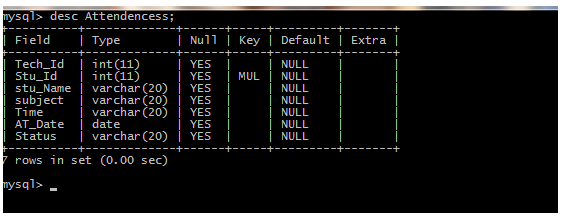 mysql> desc Attendencess;
+----------+-------------+------+-----+---------+-------+
| Field    | Type        | Null | Key | Default | Extra |
+----------+-------------+------+-----+---------+-------+
| Tech_Id  | int(11)     | YES  |     | NULL    |       |
| Stu_Id   | int(11)     | YES  | MUL | NULL    |       |
| stu_Name | varchar(20) | YES  |     | NULL    |       |
| subject  | varchar(20) | YES  |     | NULL    |       |
| Time     | varchar(20) | YES  |     | NULL    |       |
| AT_Date  | date        | YES  |     | NULL    |       |
| Status   | varchar(20) | YES  |     | NULL    |       |
+----------+-------------+------+-----+---------+-------+
7 rows in set (0.00 sec)
mysql> _